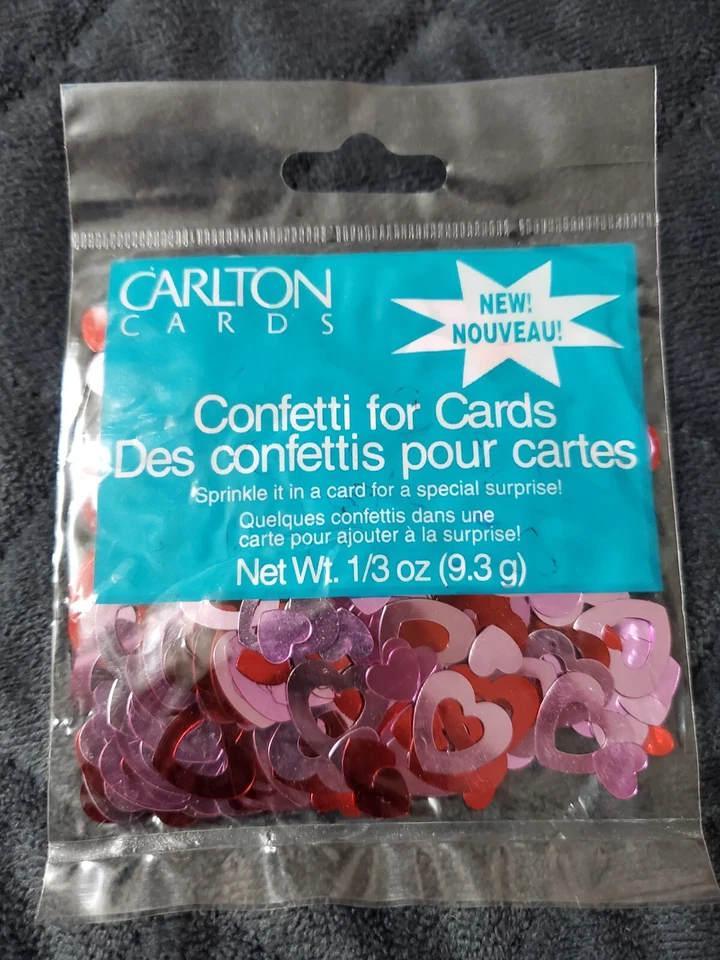 CARLTON
CARDS
NEW!
NOUVEAU!
Confetti for Cards
Des confettis pour cartes
Sprinkle it in a card for a special surprise!
Quelques confettis dans une
carte pour ajouter à la surprise!
Net Wt. 1/3 oz (9.3 g)